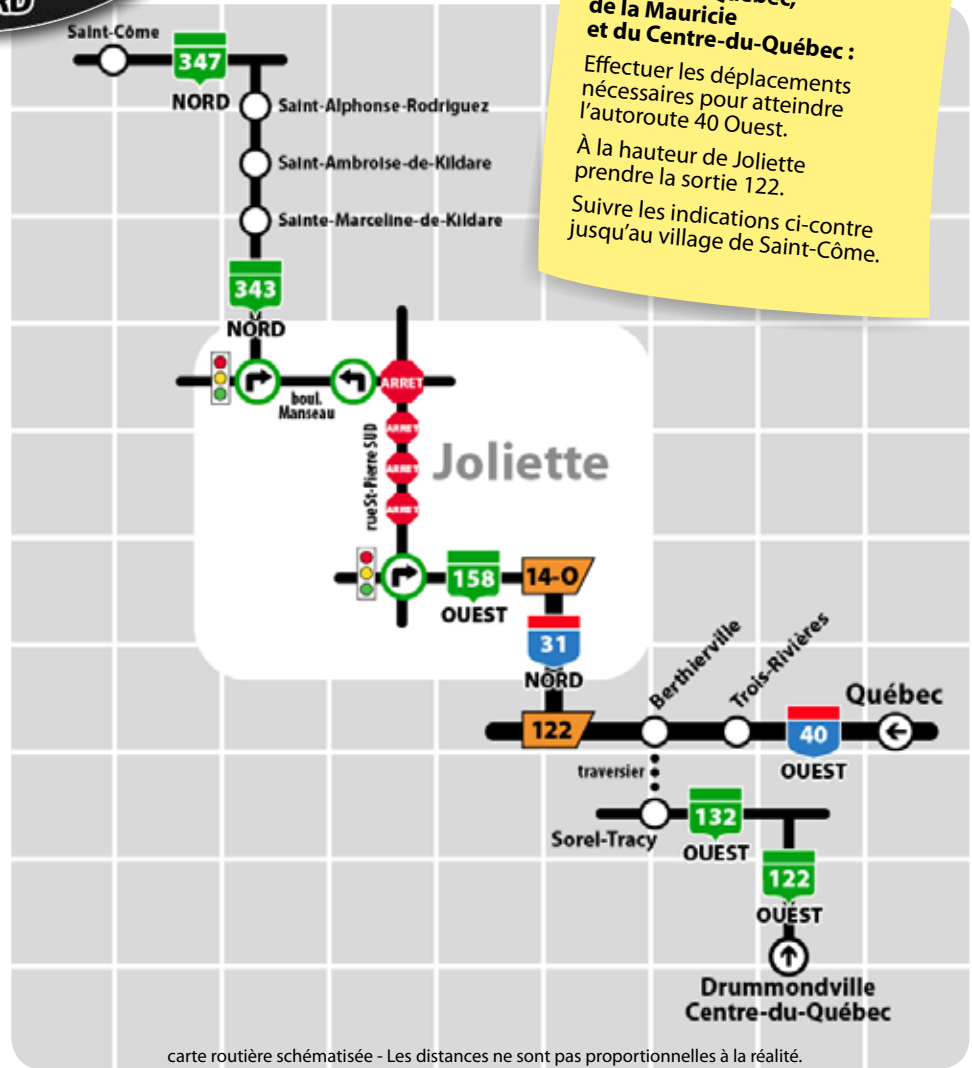 de la Mauricie
et du Centre-du-Québec :
Effectuer les déplacements
nécessaires pour atteindre
l'autoroute 40 Ouest.
À la hauteur de Joliette
prendre la sortie 122.
Suivre les indications ci-contre
jusqu'au village de Saint-Côme.
Saint-Côme
347
NORD
Saint-Alphonse-Rodriguez
Saint-Ambroise-de-Kildare
Sainte-Marceline-de-Kildare
343
NORD
boul.
Manseau
ARRET
ARRET
ARRET
ARRET
rue St-Pierre SUD
Joliette
158
OUEST
14-O
31
NORD
122
Berthierville
Trois-Rivières
Québec
40
OUEST
traversier
Sorel-Tracy
132
OUEST
122
OUEST
Drummondville
Centre-du-Québec
carte routière schématisée - Les distances ne sont pas proportionnelles à la réalité.